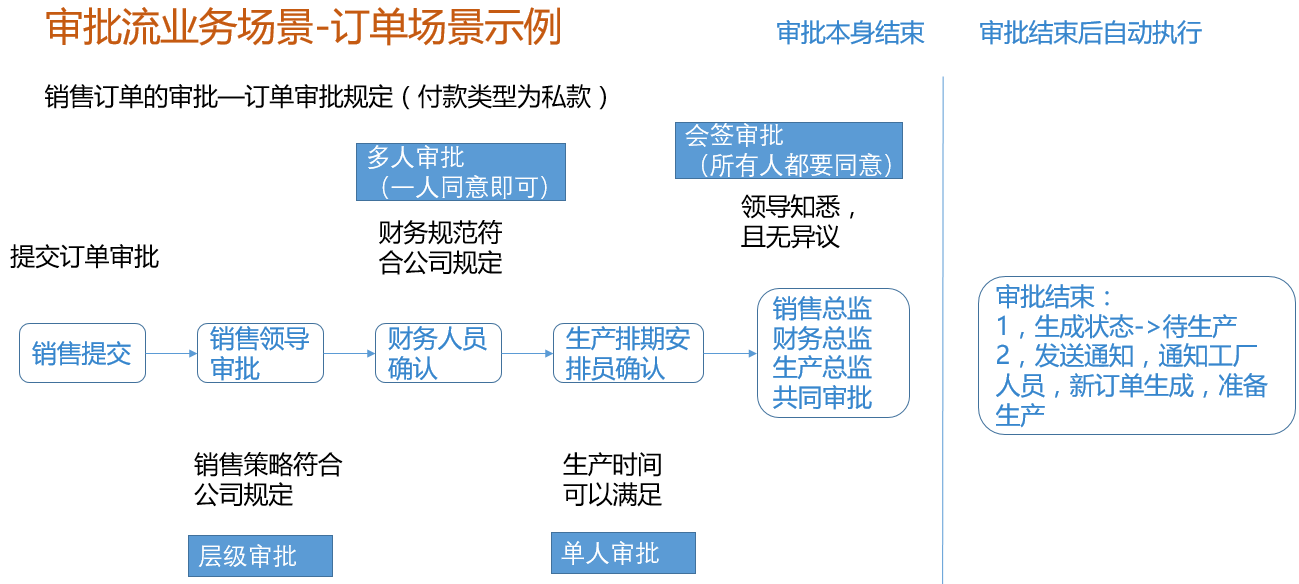 审批流业务场景-订单场景示例
审批本身结束
审批结束后自动执行
销售订单的审批—订单审批规定（付款类型为私款）
多人审批
（一人同意即可）
会签审批
（所有人都要同意）
财务规范符
合公司规定
领导知悉，
且无异议
提交订单审批
销售提交
销售领导
审批
财务人员
确认
生产排期安
排员确认
销售总监
财务总监
生产总监
共同审批
审批结束：
1，生成状态->待生产
2，发送通知，通知工厂
人员，新订单生成，准备
生产
销售策略符合
公司规定
生产时间
可以满足
层级审批
单人审批